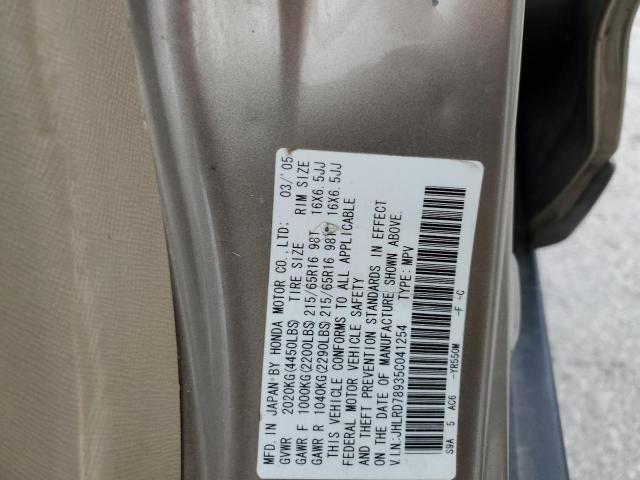 MFD. IN JAPAN BY HONDA MOTOR CO., LTD: 03/'05
GVWR 2020KG(4450LBS) TIRE SIZE RIM SIZE
GAWR F 1000KG(2200LBS) 215/65R16 98T 16X6.5JJ
GAWR R 1040KG(2290LBS) 215/65R16 98T 16X6.5JJ
THIS VEHICLE CONFORMS TO ALL APPLICABLE
FEDERAL MOTOR VEHICLE SAFETY
AND THEFT PREVENTION STANDARDS IN EFFECT
ON THE DATE OF MANUFACTURE SHOWN ABOVE.
V.I.N:JHLRD78935C041254 TYPE: MPV
S9A 5 AC6 -YR550M -F -C